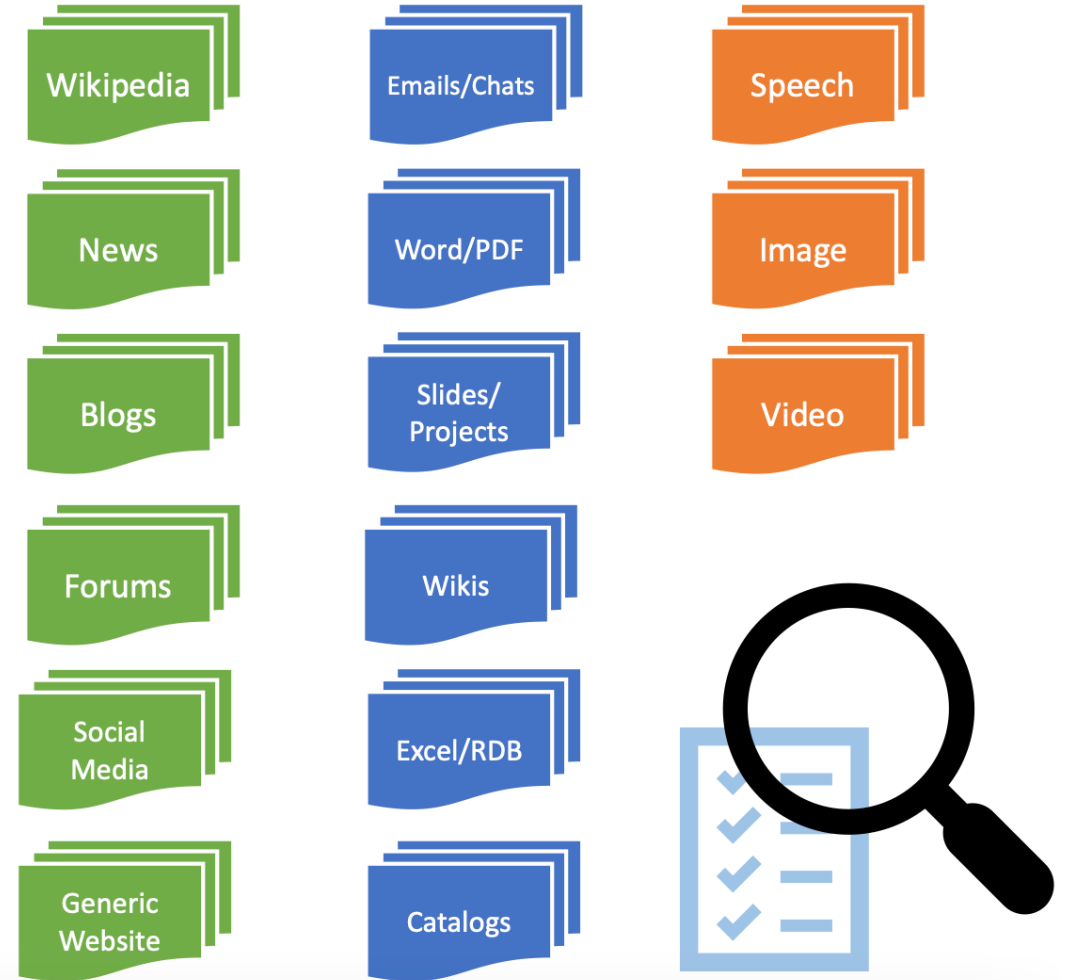 Wikipedia
Emails/Chats
Speech
News
Word/PDF
Image
Blogs
Slides/
Projects
Video
Forums
Wikis
Social
Media
Excel/RDB
Generic
Website
Catalogs